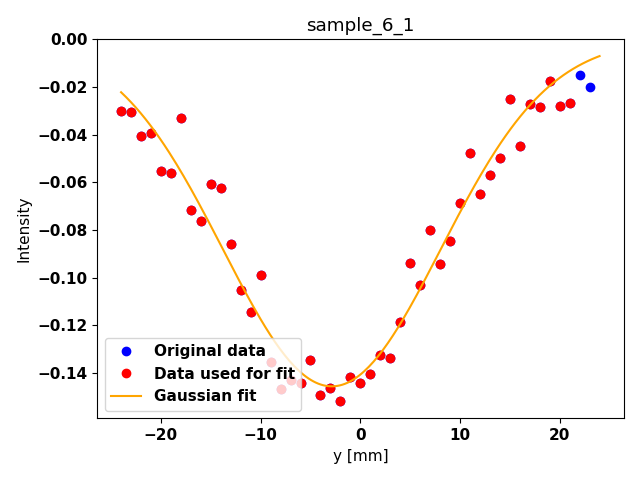 sample_6_1
0.00
−0.02
−0.04
−0.06
−0.08
−0.10
−0.12
−0.14
Intensity
Original data
Data used for fit
Gaussian fit
−20
−10
0
10
20
y [mm]